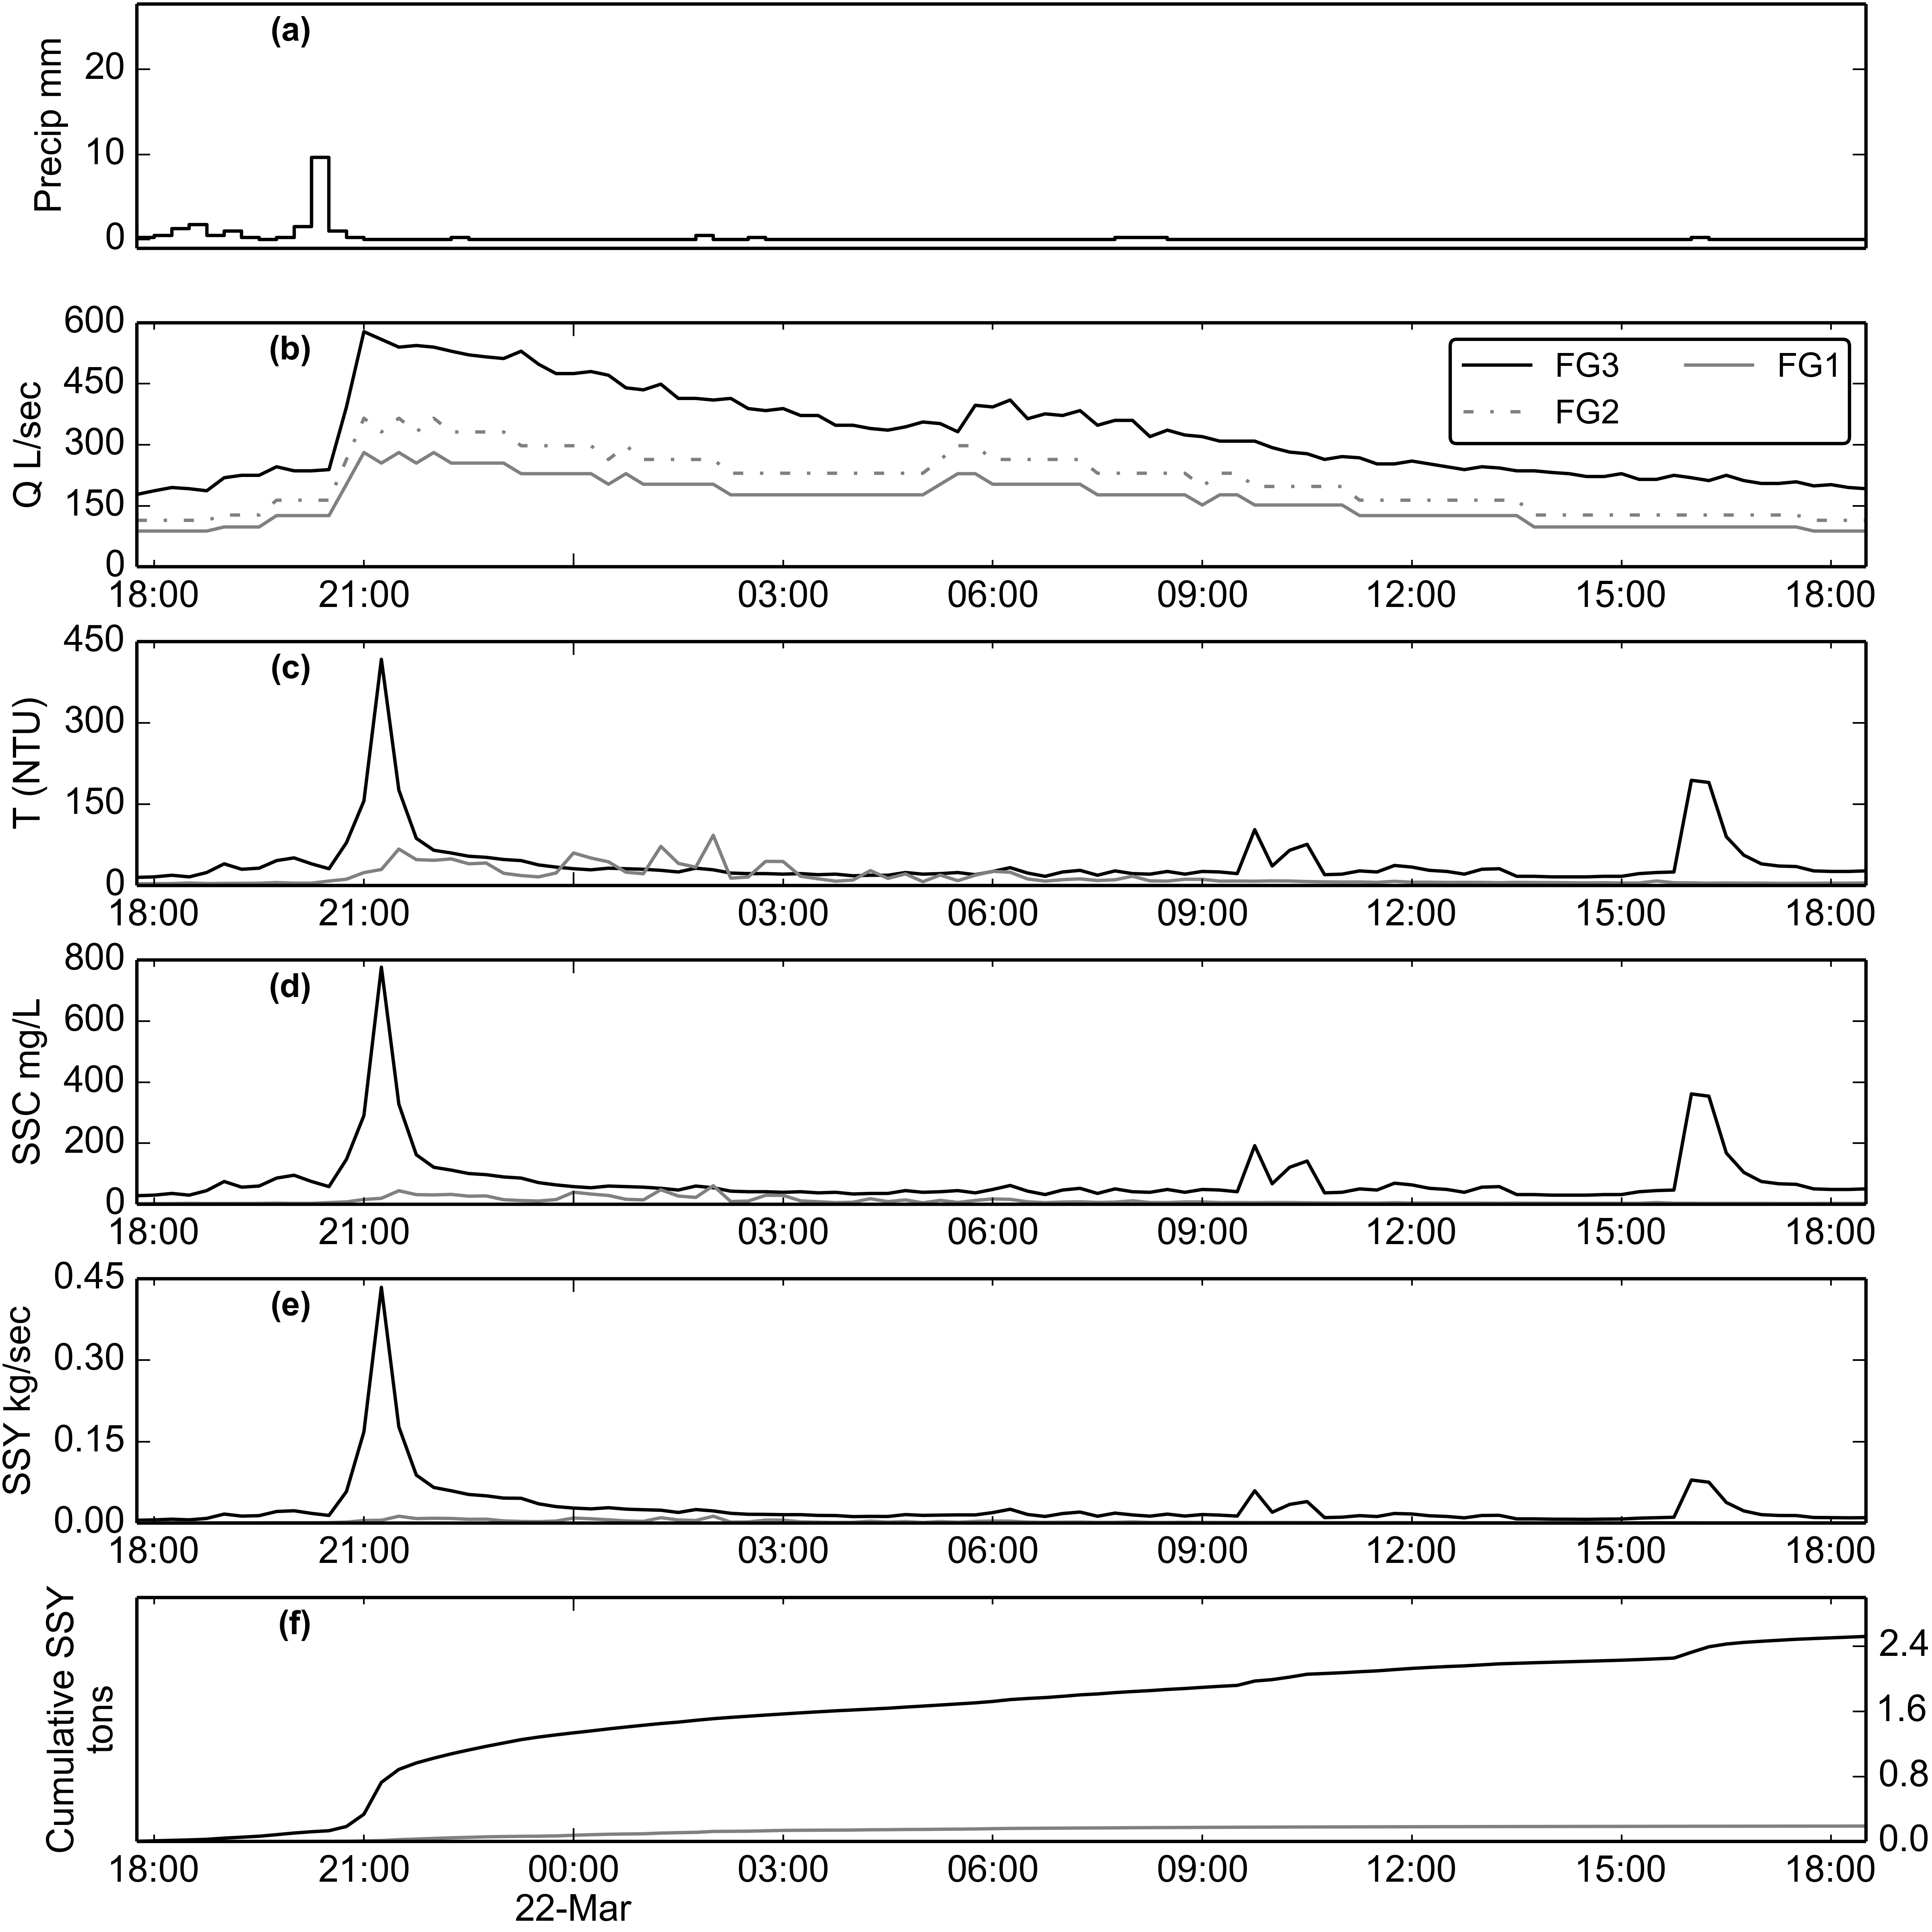 (a)
Precip mm
20
10
0
(b)
Q L/sec
600
450
300
150
0
FG3 FG1
FG2
18:00 21:00 03:00 06:00 09:00 12:00 15:00 18:00
(c)
T (NTU)
450
300
150
0
18:00 21:00 03:00 06:00 09:00 12:00 15:00 18:00
(d)
SSC mg/L
800
600
400
200
0
18:00 21:00 03:00 06:00 09:00 12:00 15:00 18:00
(e)
SSY kg/sec
0.45
0.30
0.15
0.00
18:00 21:00 03:00 06:00 09:00 12:00 15:00 18:00
(f)
Cumulative SSY
tons
2.4
1.6
0.8
0.0
18:00 21:00 00:00 03:00 06:00 09:00 12:00 15:00 18:00
22-Mar